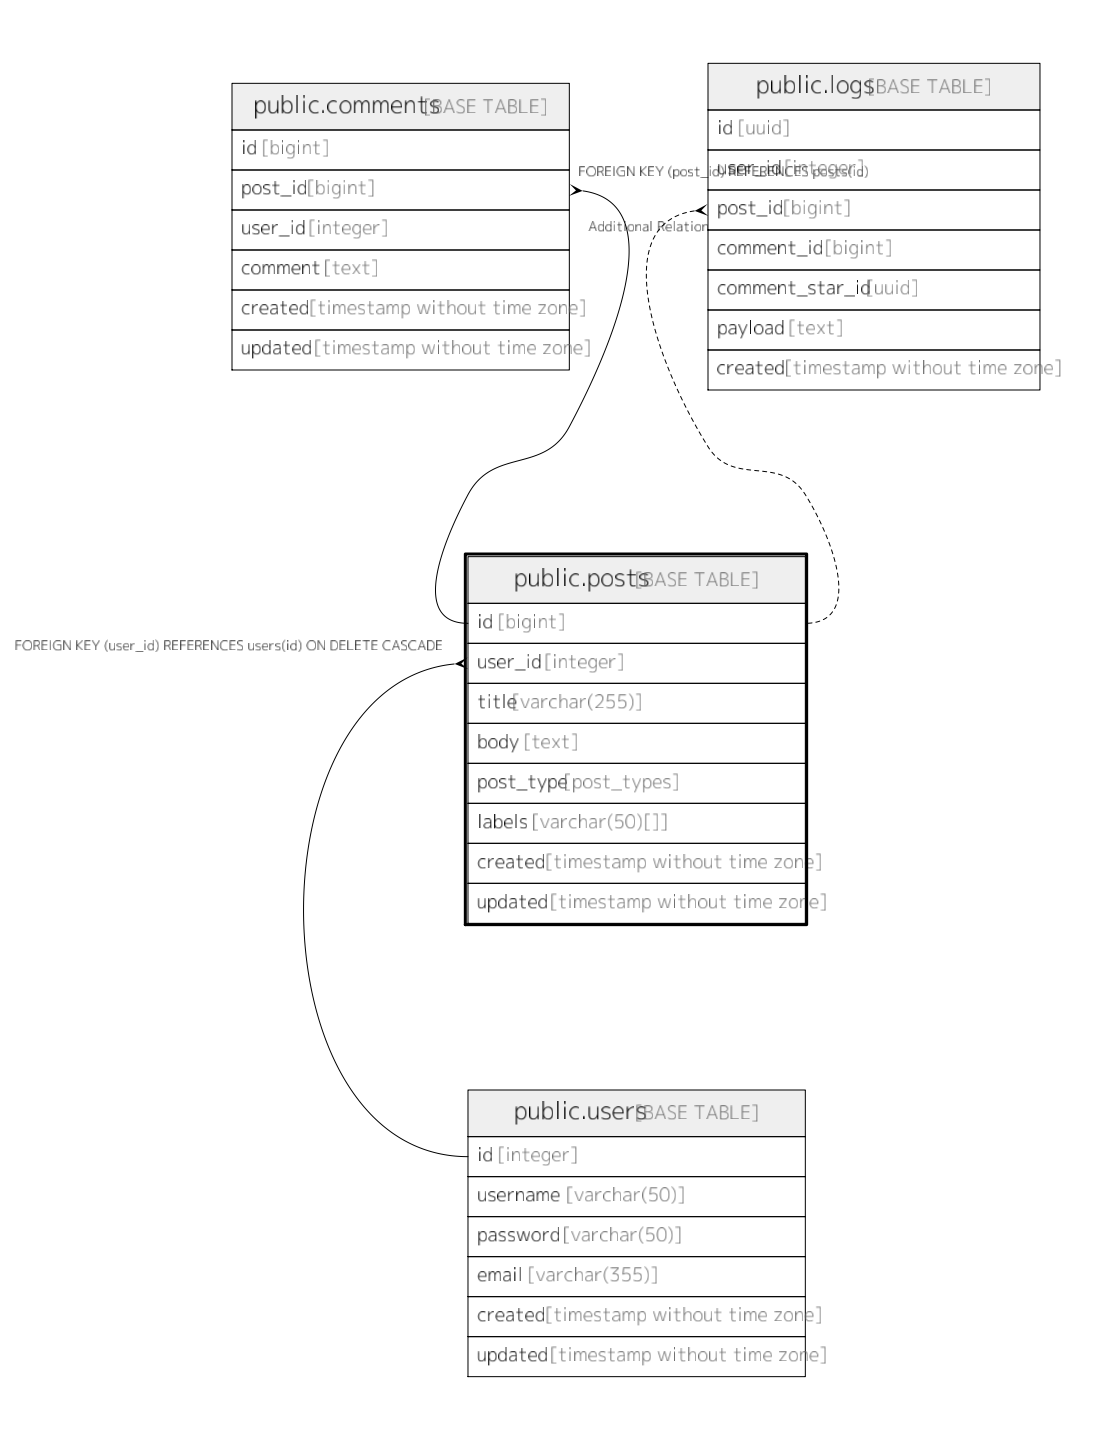 public.comments [BASE TABLE]
id [bigint]
post_id [bigint]
user_id [integer]
comment [text]
created [timestamp without time zone]
updated [timestamp without time zone]
public.logs [BASE TABLE]
id [uuid]
user_id [integer]
post_id [bigint]
comment_id [bigint]
comment_star_id [uuid]
payload [text]
created [timestamp without time zone]
FOREIGN KEY (post_id) REFERENCES posts(id)
Additional Relation
public.posts [BASE TABLE]
id [bigint]
user_id [integer]
title [varchar(255)]
body [text]
post_type [post_types]
labels [varchar(50)[]]
created [timestamp without time zone]
updated [timestamp without time zone]
FOREIGN KEY (user_id) REFERENCES users(id) ON DELETE CASCADE
public.users [BASE TABLE]
id [integer]
username [varchar(50)]
password [varchar(50)]
email [varchar(355)]
created [timestamp without time zone]
updated [timestamp without time zone]